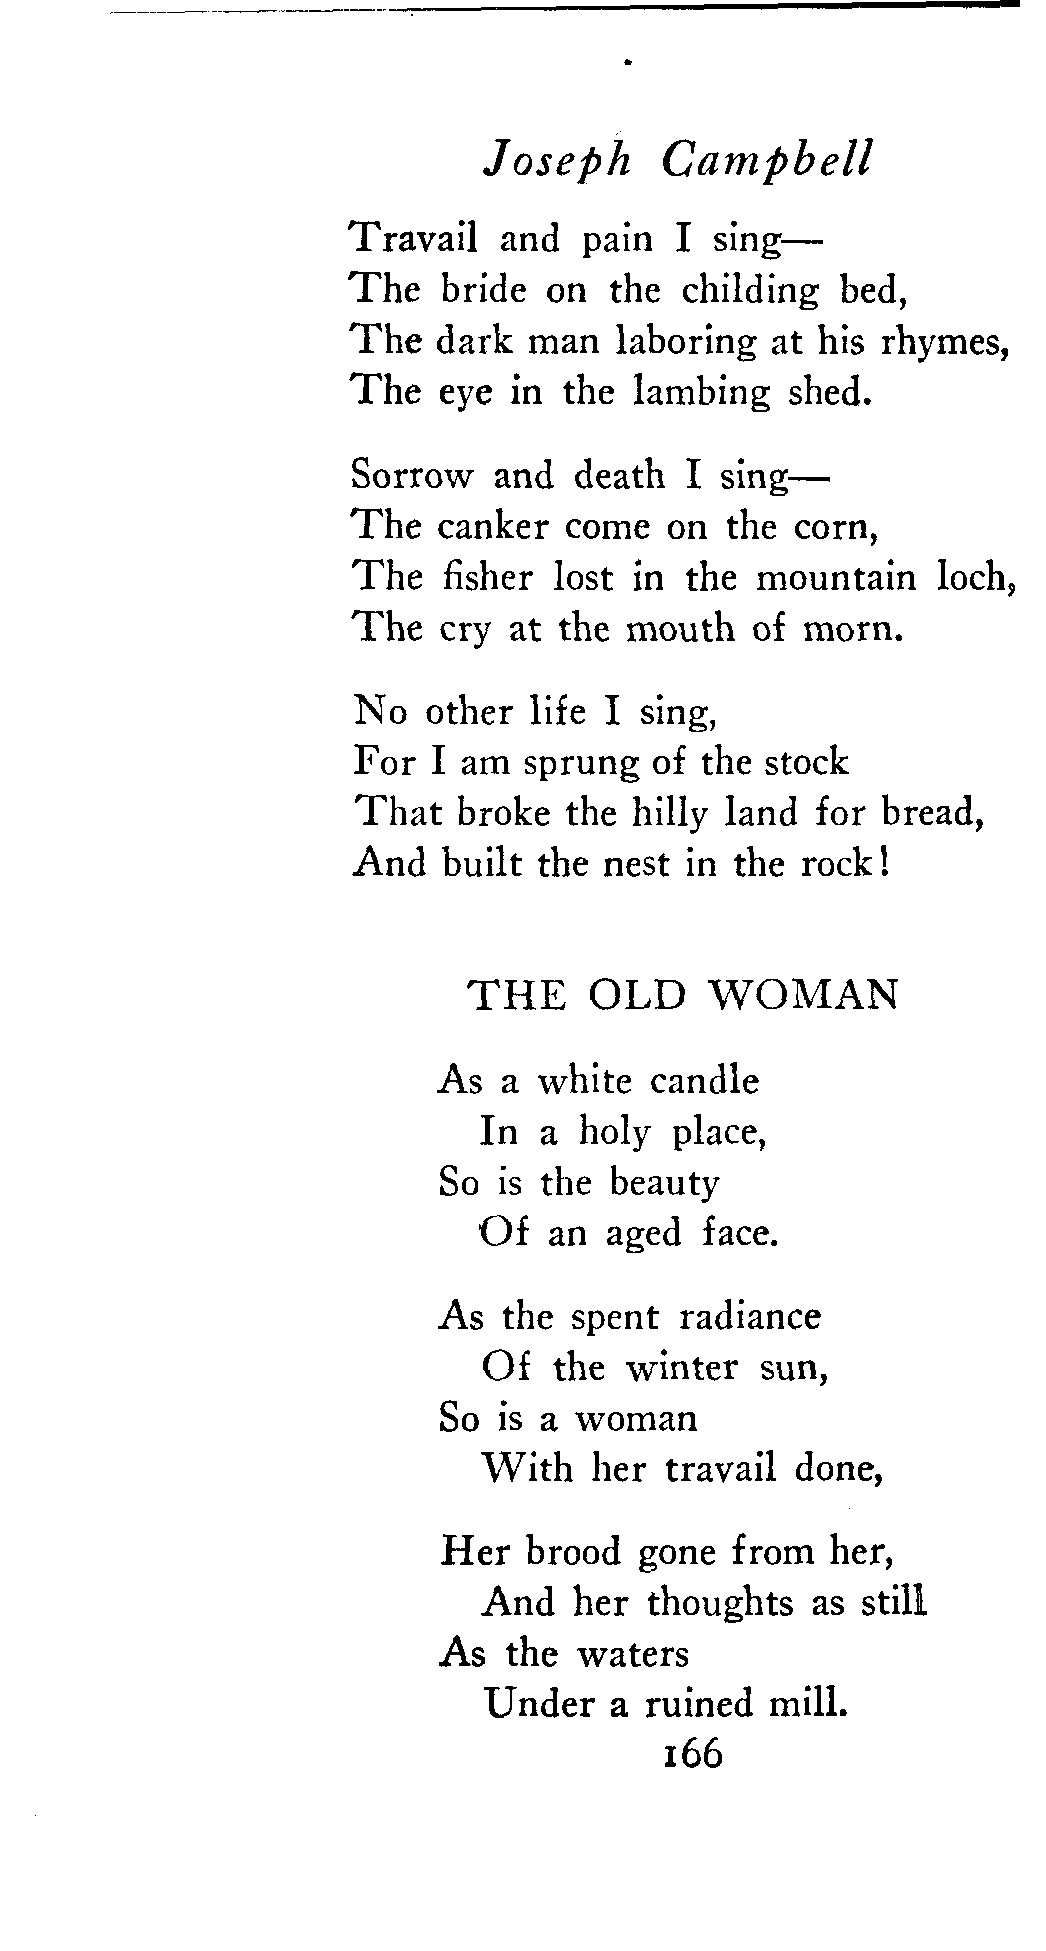 Joseph Campbell
Travail and pain I sing—
The bride on the childing bed,
The dark man laboring at his rhymes,
The eye in the lambing shed.
Sorrow and death I sing—
The canker come on the corn,
The fisher lost in the mountain loch,
The cry at the mouth of morn.
No other life I sing,
For I am sprung of the stock
That broke the hilly land for bread,
And built the nest in the rock!
THE OLD WOMAN
As a white candle
In a holy place,
So is the beauty
Of an aged face.
As the spent radiance
Of the winter sun,
So is a woman
With her travail done,
Her brood gone from her,
And her thoughts as still
As the waters
Under a ruined mill.
166